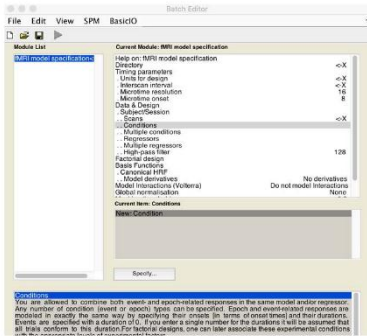 Batch Editor
File Edit View SPM BasicIO
Module List
Current Module: fMRI model specification
fMRI model specification<
Help on: fMRI model specification
Directory <-X
Timing parameters
. Units for design <-X
. Interscan interval <-X
. Microtime resolution 16
. Microtime onset 8
Data & Design
. Subject/Session
. . Scans <-X
. . Conditions
. . Multiple conditions
. . Regressors
. . Multiple regressors
. . High-pass filter 128
Factorial design
Basis Functions
. Canonical HRF
. . Model derivatives No derivatives
Model Interactions (Volterra) Do not model Interactions
Global normalisation None
Current Item: Conditions
New: Condition
Specify...
Conditions
You are allowed to combine both event- and epoch-related responses in the same model and/or regressor.
Any number of condition (event or epoch) types can be specified. Epoch and event-related responses are
modeled in exactly the same way by specifying their onsets [in terms of onset times] and their durations.
Events are specified with a duration of 0. If you enter a single number for the durations it will be assumed that
all trials conform to this duration.For factorial designs, one can later associate these experimental conditions
with the appropriate levels of experimental factors.